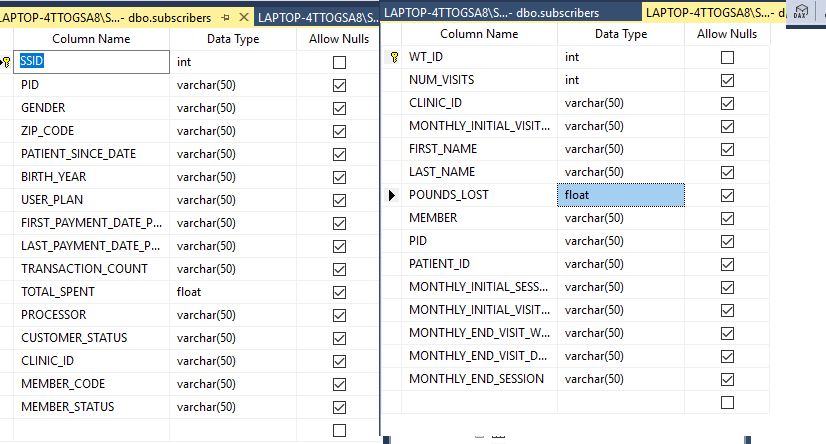 LAPTOP-4TTOGSA8\S...- dbo.subscribers
LAPTOP-4TTOGSA8\S
Column Name Data Type Allow Nulls
SSID int
PID varchar(50)
GENDER varchar(50)
ZIP_CODE varchar(50)
PATIENT_SINCE_DATE varchar(50)
BIRTH_YEAR varchar(50)
USER_PLAN varchar(50)
FIRST_PAYMENT_DATE_P... varchar(50)
LAST_PAYMENT_DATE_P... varchar(50)
TRANSACTION_COUNT varchar(50)
TOTAL_SPENT float
PROCESSOR varchar(50)
CUSTOMER_STATUS varchar(50)
CLINIC_ID varchar(50)
MEMBER_CODE varchar(50)
MEMBER_STATUS varchar(50)
LAPTOP-4TTOGSA8\S...- dbo.subscribers
LAPTOP-4TTOGSA8\S...- d
DAX
Column Name Data Type Allow Nulls
WT_ID int
NUM_VISITS int
CLINIC_ID varchar(50)
MONTHLY_INITIAL_VISIT... varchar(50)
FIRST_NAME varchar(50)
LAST_NAME varchar(50)
POUNDS_LOST float
MEMBER varchar(50)
PID varchar(50)
PATIENT_ID varchar(50)
MONTHLY_INITIAL_SESS... varchar(50)
MONTHLY_INITIAL_VISIT... varchar(50)
MONTHLY_END_VISIT_W... varchar(50)
MONTHLY_END_VISIT_D... varchar(50)
MONTHLY_END_SESSION varchar(50)